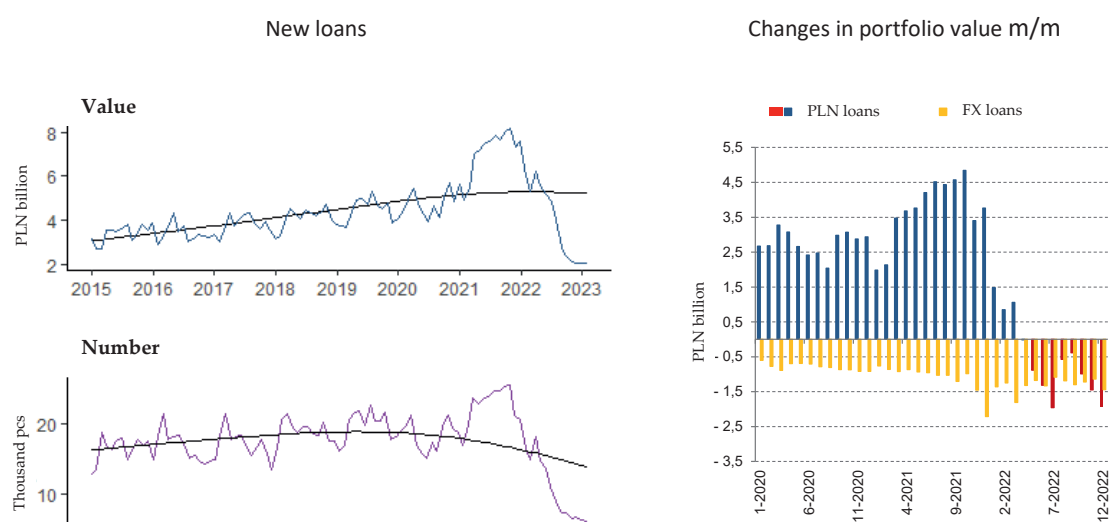 New loans
Value
PLN billion
8
6
4
2
2015 2016 2017 2018 2019 2020 2021 2022 2023
Number
Thousand pcs
20
10
Changes in portfolio value m/m
PLN loans FX loans
PLN billion
5,5
4,5
3,5
2,5
1,5
0,5
- 0,5
- 1,5
- 2,5
- 3,5
1-2020 6-2020 11-2020 4-2021 9-2021 2-2022 7-2022 12-2022